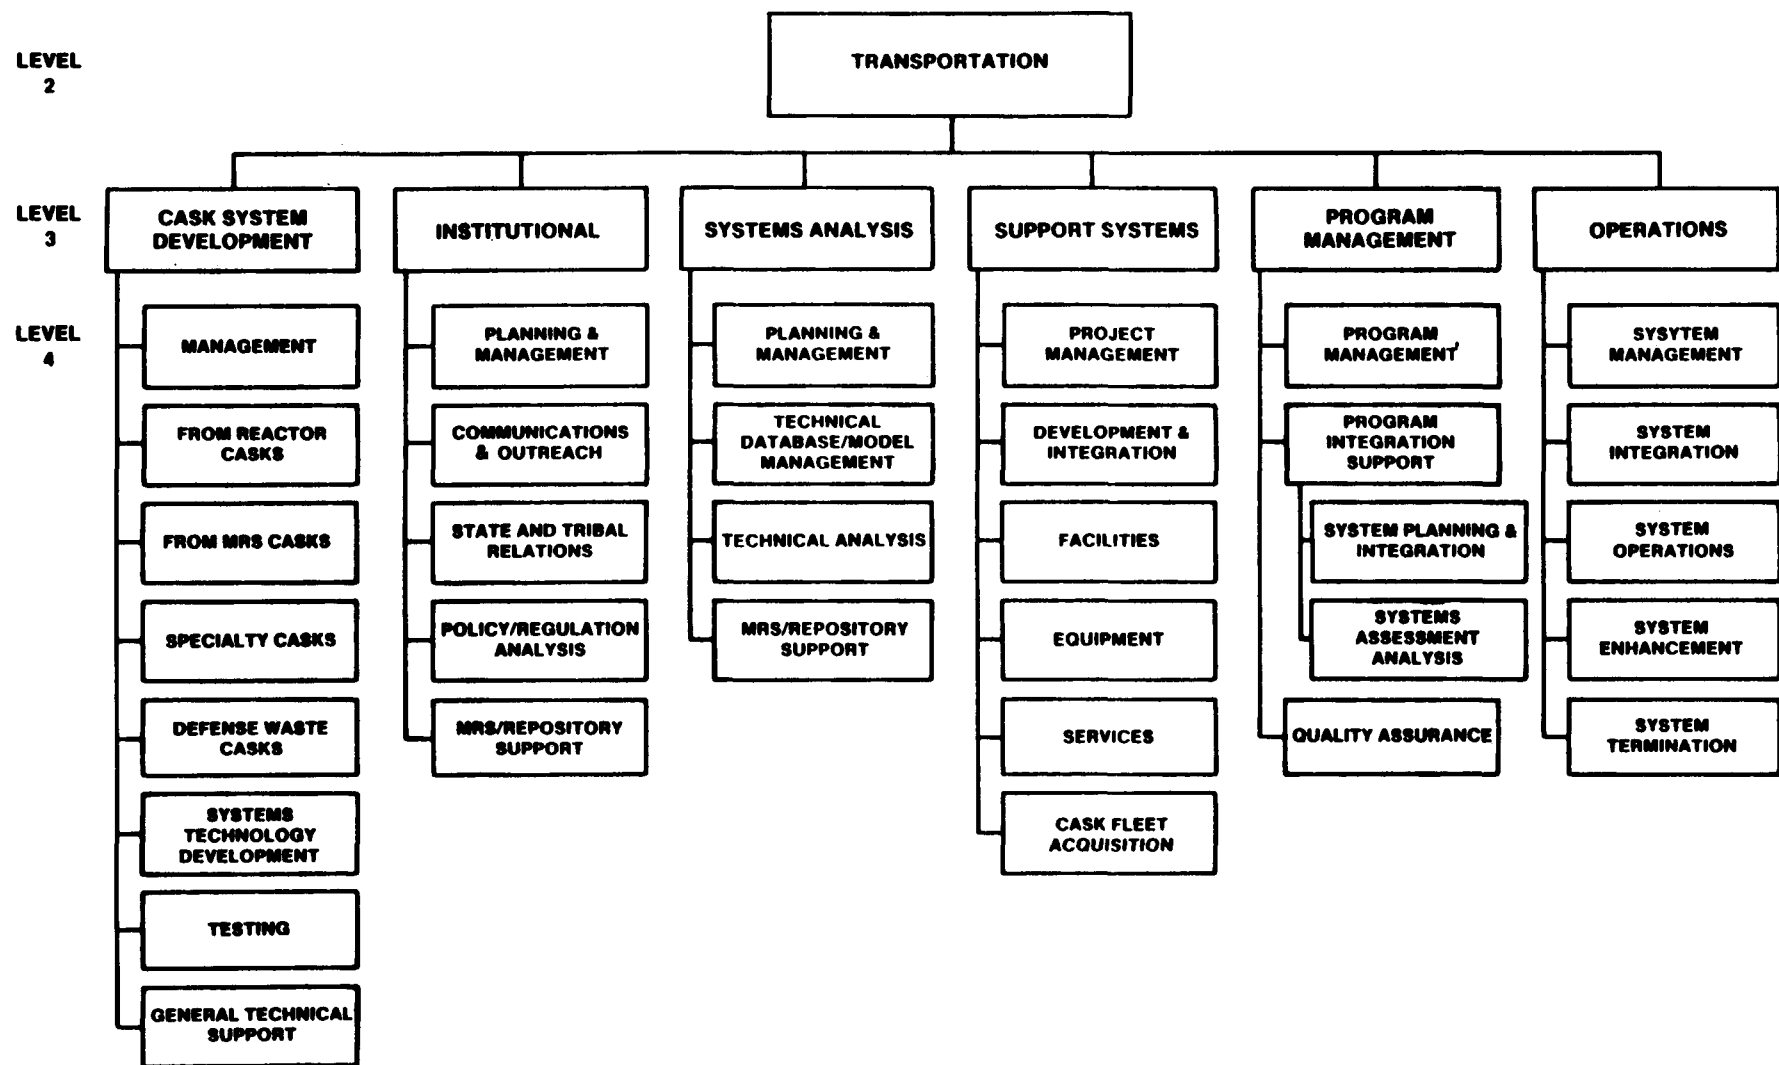 LEVEL
2
TRANSPORTATION
LEVEL
3
CASK SYSTEM
DEVELOPMENT
INSTITUTIONAL
SYSTEMS ANALYSIS
SUPPORT SYSTEMS
PROGRAM
MANAGEMENT
OPERATIONS
LEVEL
4
MANAGEMENT
FROM REACTOR
CASKS
FROM MRS CASKS
SPECIALTY CASKS
DEFENSE WASTE
CASKS
SYSTEMS
TECHNOLOGY
DEVELOPMENT
TESTING
GENERAL TECHNICAL
SUPPORT
PLANNING &
MANAGEMENT
COMMUNICATIONS
& OUTREACH
STATE AND TRIBAL
RELATIONS
POLICY/REGULATION
ANALYSIS
MRS/REPOSITORY
SUPPORT
PLANNING &
MANAGEMENT
TECHNICAL
DATABASE/MODEL
MANAGEMENT
TECHNICAL ANALYSIS
MRS/REPOSITORY
SUPPORT
PROJECT
MANAGEMENT
DEVELOPMENT &
INTEGRATION
FACILITIES
EQUIPMENT
SERVICES
CASK FLEET
ACQUISITION
PROGRAM
MANAGEMENT
PROGRAM
INTEGRATION
SUPPORT
SYSTEM PLANNING &
INTEGRATION
SYSTEMS
ASSESSMENT
ANALYSIS
QUALITY ASSURANCE
SYSYTEM
MANAGEMENT
SYSTEM
INTEGRATION
SYSTEM
OPERATIONS
SYSTEM
ENHANCEMENT
SYSTEM
TERMINATION